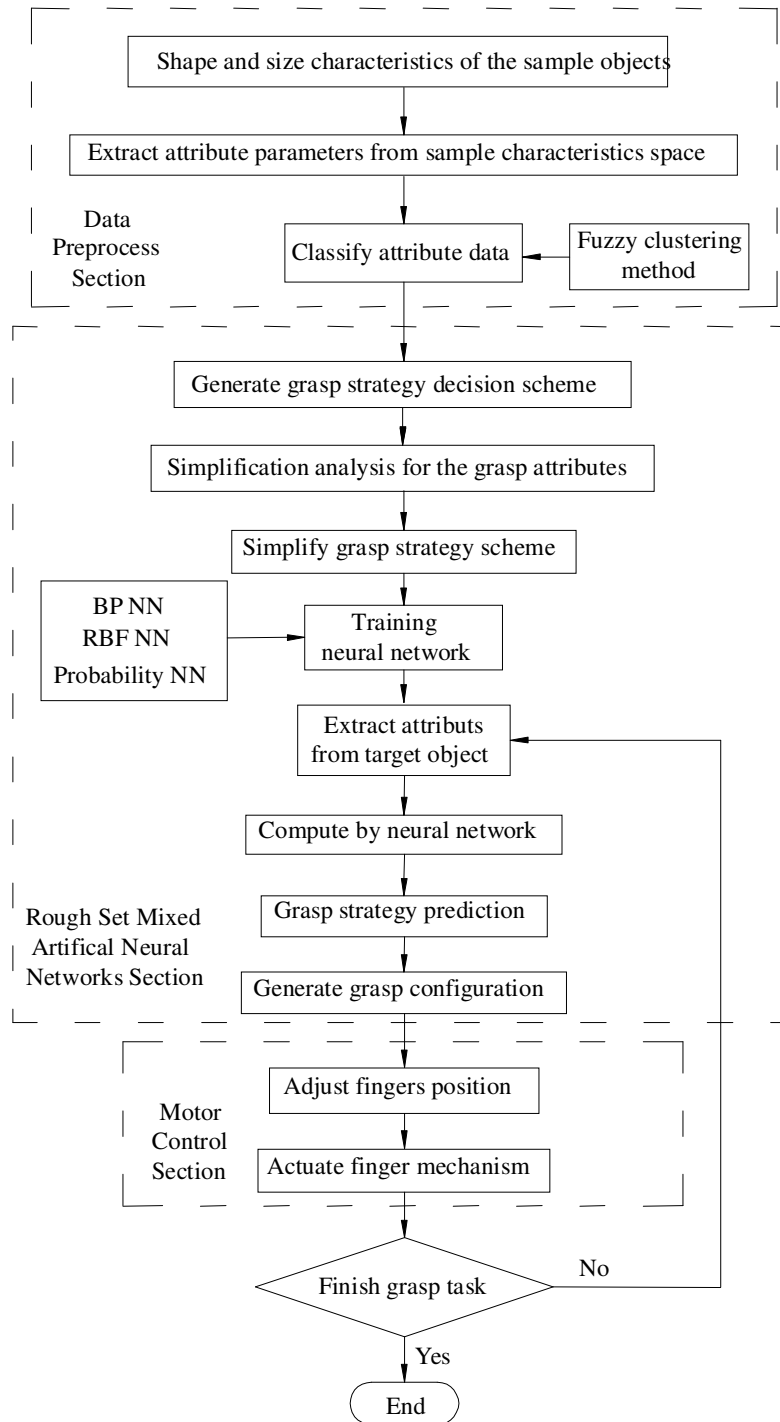 Shape and size characteristics of the sample objects
Extract attribute parameters from sample characteristics space
Data
Preprocess
Section
Classify attribute data
Fuzzy clustering
method
Generate grasp strategy decision scheme
Simplification analysis for the grasp attributes
Simplify grasp strategy scheme
BP NN
RBF NN
Probability NN
Training
neural network
Extract attributs
from target object
Compute by neural network
Rough Set Mixed
Artifical Neural
Networks Section
Grasp strategy prediction
Generate grasp configuration
Motor
Control
Section
Adjust fingers position
Actuate finger mechanism
Finish grasp task
No
Yes
End